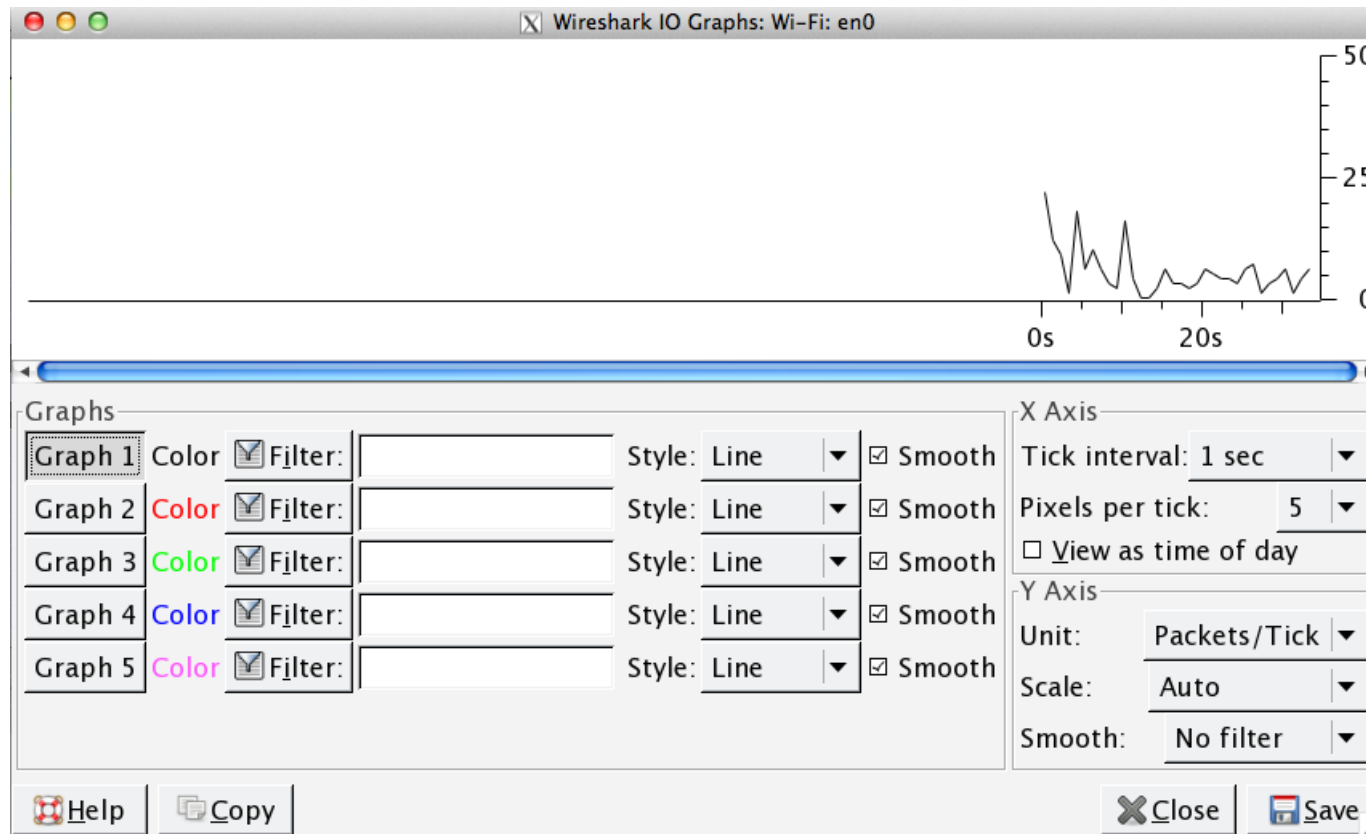 Wireshark IO Graphs: Wi-Fi: en0
50
25
0
0s 20s
Graphs
Graph 1 Color Filter: Style: Line Smooth
Graph 2 Color Filter: Style: Line Smooth
Graph 3 Color Filter: Style: Line Smooth
Graph 4 Color Filter: Style: Line Smooth
Graph 5 Color Filter: Style: Line Smooth
X Axis
Tick interval: 1 sec
Pixels per tick: 5
View as time of day
Y Axis
Unit: Packets/Tick
Scale: Auto
Smooth: No filter
Help Copy Close Save